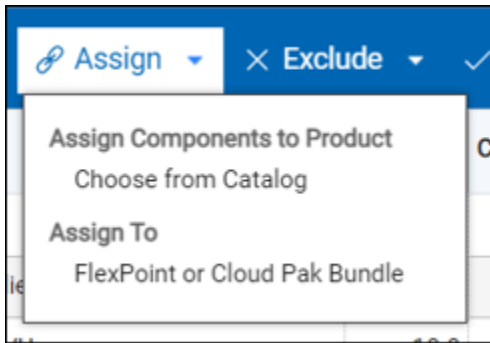 Assign
Exclude
Assign Components to Product
Choose from Catalog
Assign To
FlexPoint or Cloud Pak Bundle